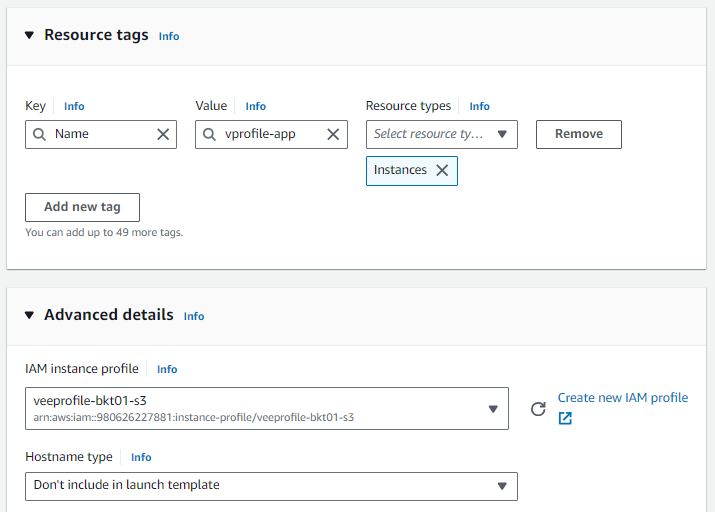 Resource tags Info
Key Info Value Info Resource types Info
Name vprofile-app Select resource ty... Remove
Instances
Add new tag
You can add up to 49 more tags.
Advanced details Info
IAM instance profile Info
veeprofile-bkt01-s3
arn:aws:iam::980626227881:instance-profile/veeprofile-bkt01-s3
Create new IAM profile
Hostname type Info
Don't include in launch template